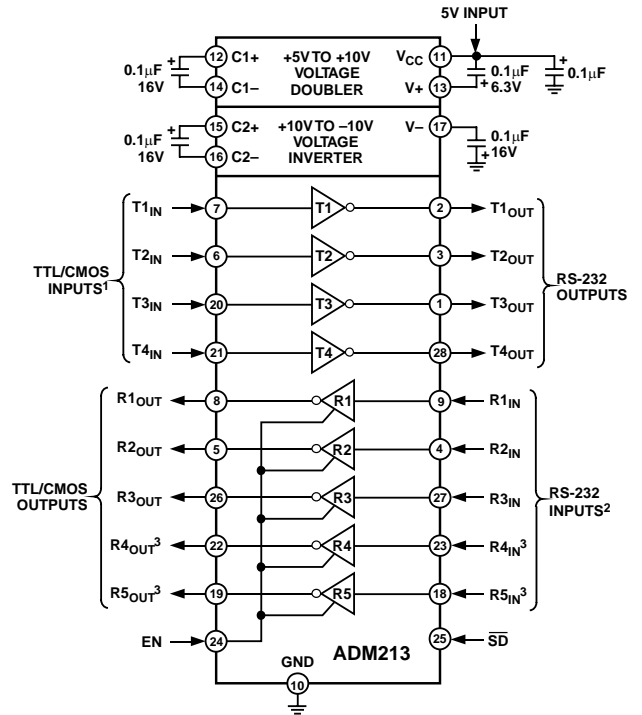 5V INPUT
0.1μF
16V
12
C1+
14
C1–
+5V TO +10V
VOLTAGE
DOUBLER
VCC
11
V+
13
0.1μF
6.3V
0.1μF
0.1μF
16V
15
C2+
16
C2–
+10V TO –10V
VOLTAGE
INVERTER
V–
17
0.1μF
16V
TTL/CMOS
INPUTS1
T1IN
7
T1
2
T1OUT
T2IN
6
T2
3
T2OUT
T3IN
20
T3
1
T3OUT
T4IN
21
T4
28
T4OUT
RS-232
OUTPUTS
TTL/CMOS
OUTPUTS
R1OUT
8
R1
9
R1IN
R2OUT
5
R2
4
R2IN
R3OUT
26
R3
27
R3IN
R4OUT3
22
R4
23
R4IN3
R5OUT3
19
R5
18
R5IN3
RS-232
INPUTS2
EN
24
ADM213
25
SD
GND
10